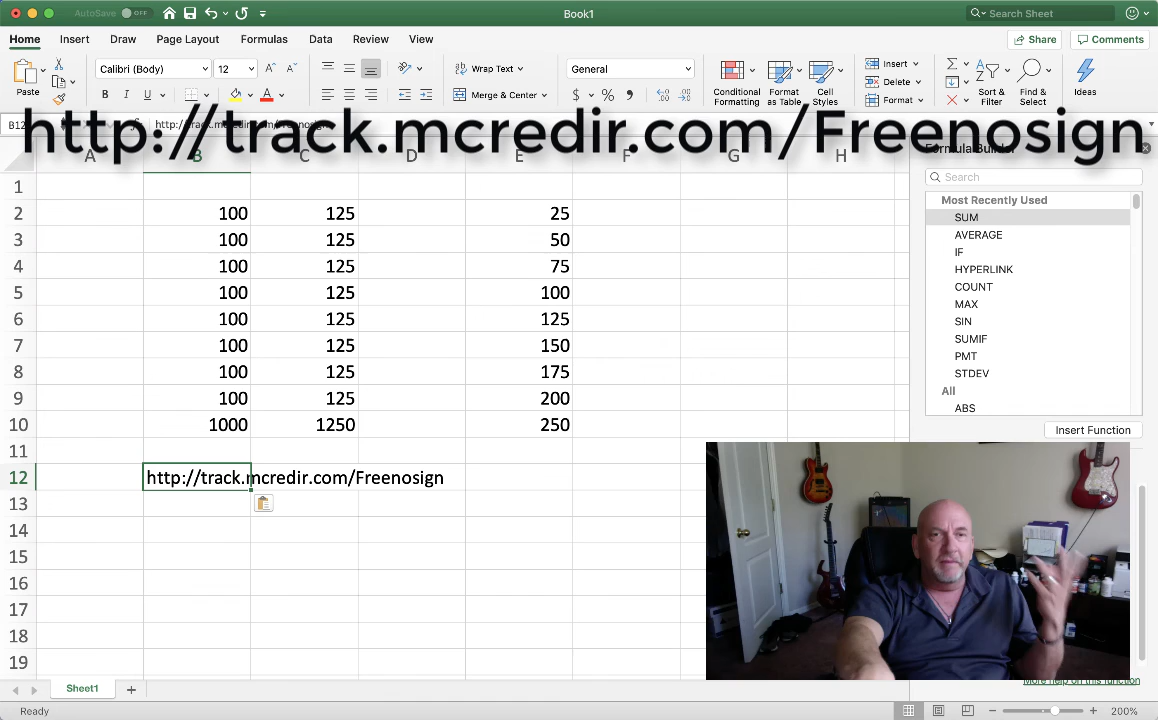 AutoSave OFF
Book1
Search Sheet
Home Insert Draw Page Layout Formulas Data Review View
Share Comments
Paste
Calibri (Body) 12
B I U A
Wrap Text
Merge & Center
General
$ % 9
Conditional Formatting
Format as Table
Cell Styles
Insert
Delete
Format
Sort & Filter
Find & Select
Ideas
http://track.mcredir.com/Freenosign
Formula Builder
A B C D E F G H
Search
1
2 100 125 25
3 100 125 50
4 100 125 75
5 100 125 100
6 100 125 125
7 100 125 150
8 100 125 175
9 100 125 200
10 1000 1250 250
11
12 http://track.mcredir.com/Freenosign
13
14
15
16
17
18
19
Most Recently Used
SUM
AVERAGE
IF
HYPERLINK
COUNT
MAX
SIN
SUMIF
PMT
STDEV
All
ABS
Insert Function
More help on this function
Sheet1 +
Ready
200%